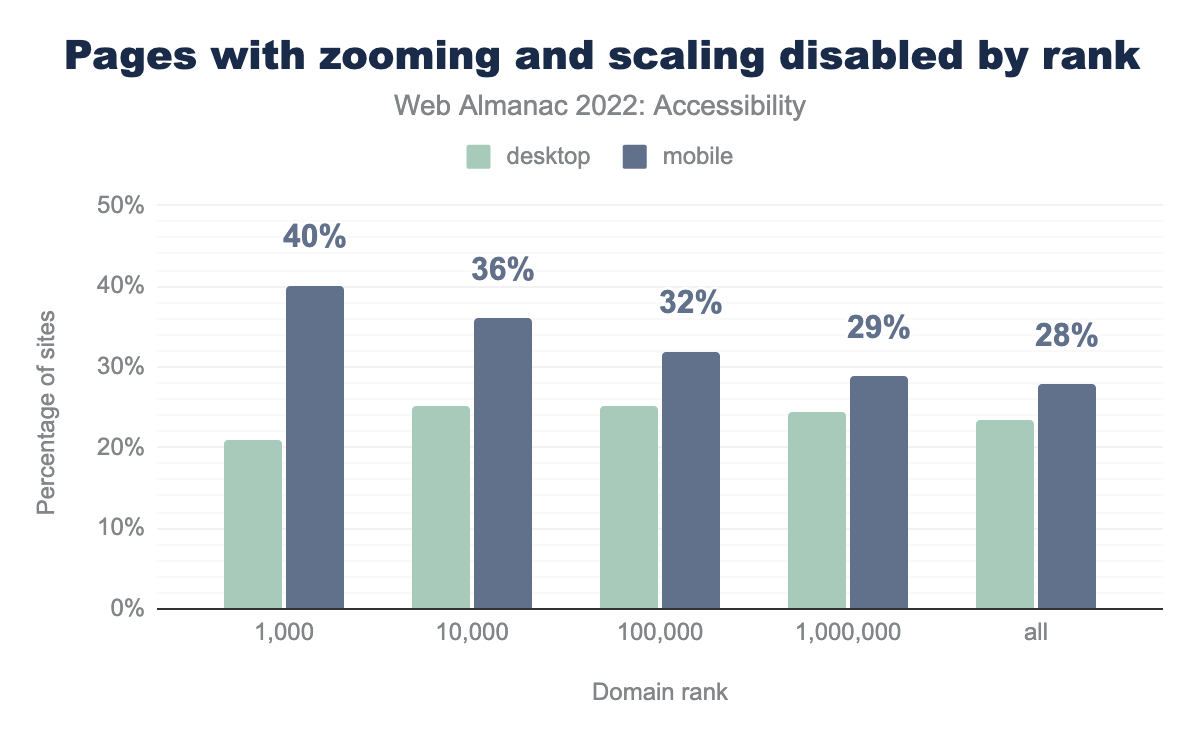 Pages with zooming and scaling disabled by rank
Web Almanac 2022: Accessibility
desktop mobile
50%
40%
30%
20%
10%
0%
Percentage of sites
40%
36%
32%
29%
28%
1,000 10,000 100,000 1,000,000 all
Domain rank